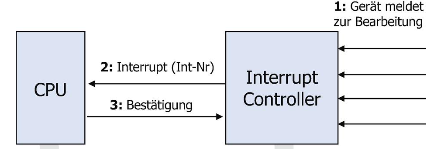 1: Gerät meldet
zur Bearbeitung
2: Interrupt (Int-Nr)
CPU
Interrupt
Controller
3: Bestätigung